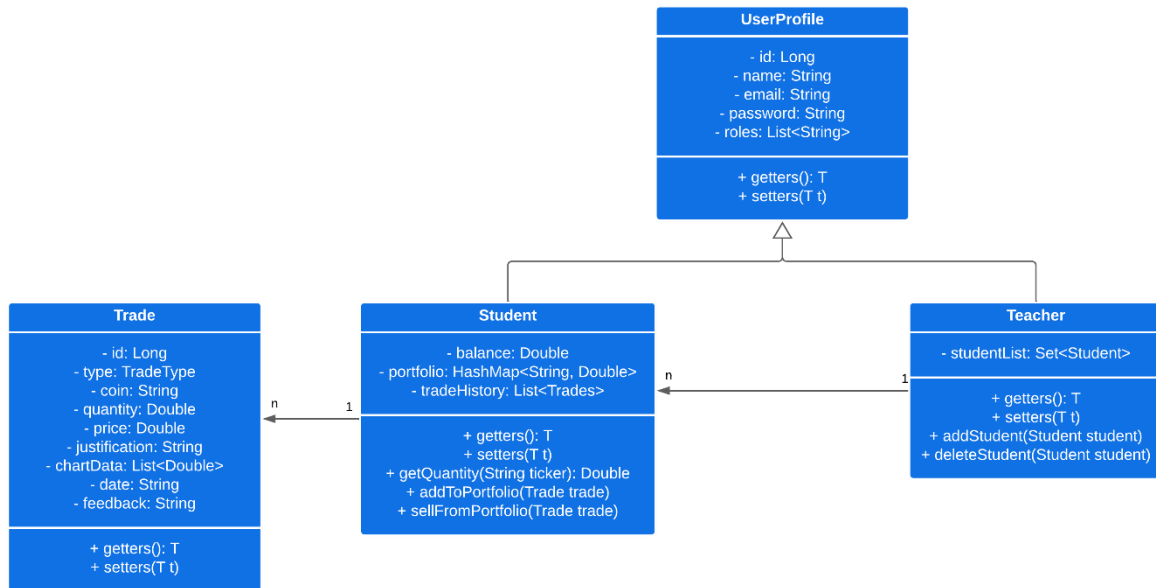 UserProfile
- id: Long
- name: String
- email: String
- password: String
- roles: List<String>
+ getters(): T
+ setters(T t)
Trade
- id: Long
- type: TradeType
- coin: String
- quantity: Double
- price: Double
- justification: String
- chartData: List<Double>
- date: String
- feedback: String
+ getters(): T
+ setters(T t)
n
1
Student
- balance: Double
- portfolio: HashMap<String, Double>
- tradeHistory: List<Trades>
+ getters(): T
+ setters(T t)
+ getQuantity(String ticker): Double
+ addToPortfolio(Trade trade)
+ sellFromPortfolio(Trade trade)
n
1
Teacher
- studentList: Set<Student>
+ getters(): T
+ setters(T t)
+ addStudent(Student student)
+ deleteStudent(Student student)